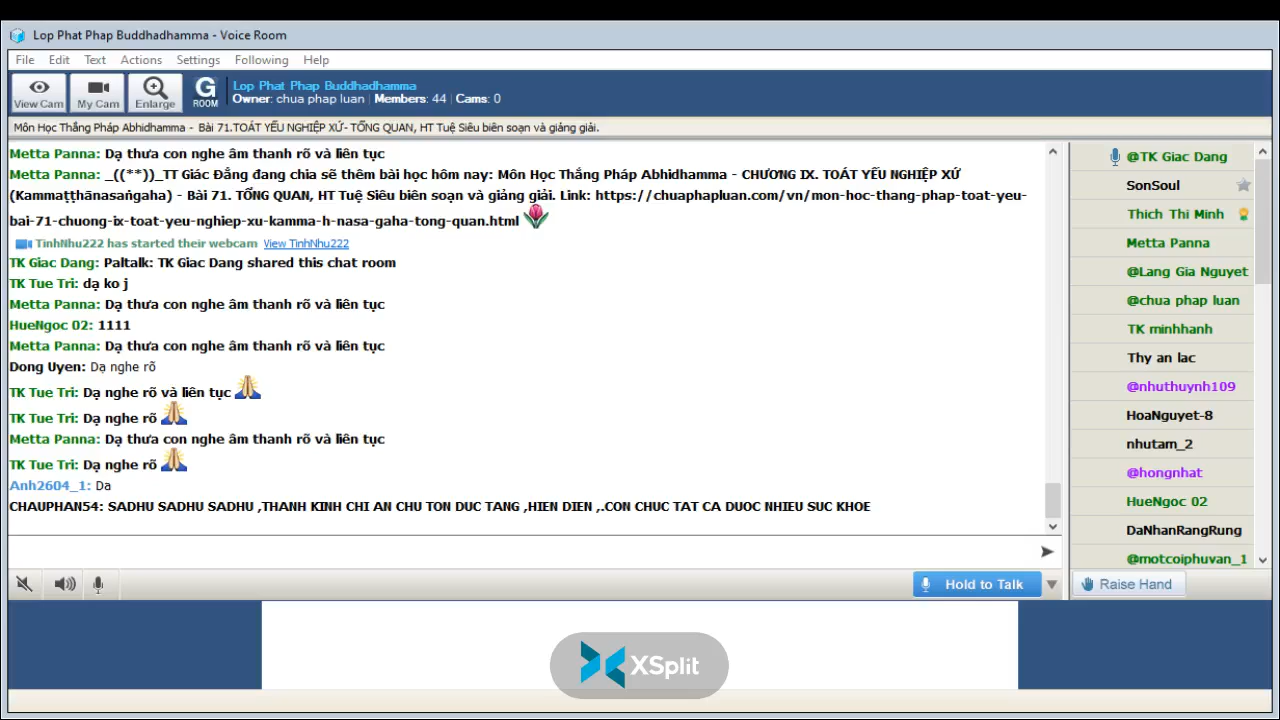 Lop Phat Phap Buddhadhamma - Voice Room
File Edit Text Actions Settings Following Help
View Cam My Cam Enlarge G ROOM
Lop Phat Phap Buddhadhamma
Owner: chua phap luan | Members: 44 | Cams: 0
Môn Học Thắng Pháp Abhidhamma - Bài 71.TOÁT YẾU NGHIỆP XỨ- TỔNG QUAN, HT Tuệ Siêu biên soạn và giảng giải.
Metta Panna: Dạ thưa con nghe âm thanh rõ và liên tục
Metta Panna: _((**))_TT Giác Đẳng đang chia sẽ thêm bài học hôm nay: Môn Học Thắng Pháp Abhidhamma - CHƯƠNG IX. TOÁT YẾU NGHIỆP XỨ
(Kammaṭṭhānasaṅgaha) - Bài 71. TỔNG QUAN, HT Tuệ Siêu biên soạn và giảng giải. Link: https://chuaphapluan.com/vn/mon-hoc-thang-phap-toat-yeu-
bai-71-chuong-ix-toat-yeu-nghiep-xu-kamma-h-nasa-gaha-tong-quan.html
TinhNhu222 has started their webcam View TinhNhu222
TK Giac Dang: Paltalk: TK Giac Dang shared this chat room
TK Tue Tri: dạ ko j
Metta Panna: Dạ thưa con nghe âm thanh rõ và liên tục
HueNgoc 02: 1111
Metta Panna: Dạ thưa con nghe âm thanh rõ và liên tục
Dong Uyen: Dạ nghe rõ
TK Tue Tri: Dạ nghe rõ và liên tục
TK Tue Tri: Dạ nghe rõ
Metta Panna: Dạ thưa con nghe âm thanh rõ và liên tục
TK Tue Tri: Dạ nghe rõ
Anh2604_1: Da
CHAUPHAN54: SADHU SADHU SADHU ,THANH KINH CHI AN CHU TON DUC TANG ,HIEN DIEN ,.CON CHUC TAT CA DUOC NHIEU SUC KHOE
Hold to Talk
@TK Giac Dang
SonSoul
Thich Thi Minh
Metta Panna
@Lang Gia Nguyet
@chua phap luan
TK minhhanh
Thy an lac
@nhuthuynh109
HoaNguyet-8
nhutam_2
@hongnhat
HueNgoc 02
DaNhanRangRung
@motcoiphuvan_1
Raise Hand
XSplit